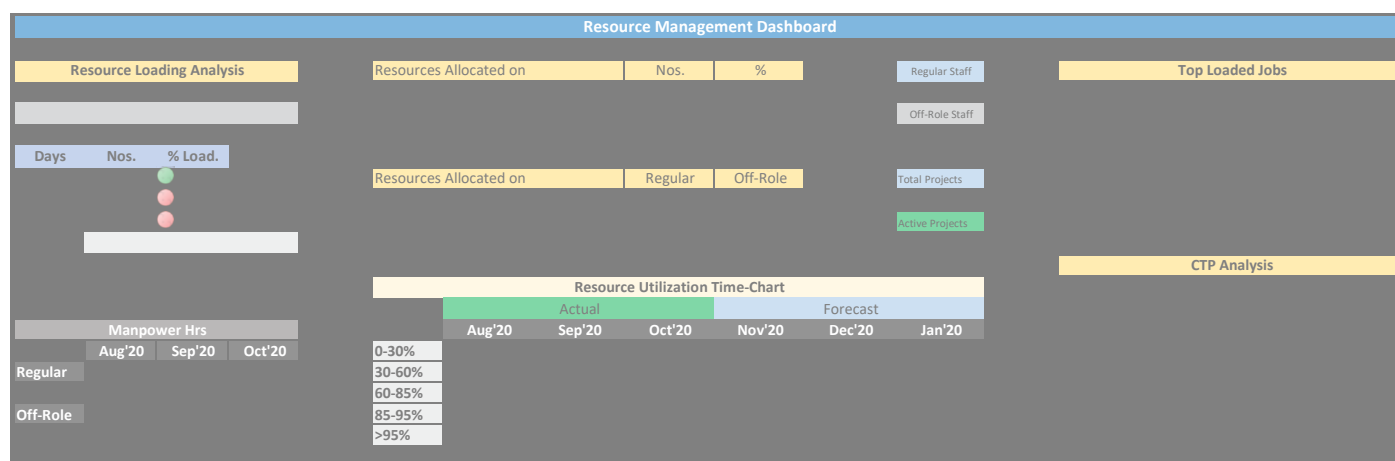 Resource Management Dashboard
Resource Loading Analysis
Resources Allocated on Nos. %
Regular Staff
Top Loaded Jobs
Off-Role Staff
Days Nos. % Load.
Resources Allocated on Regular Off-Role
Total Projects
Active Projects
CTP Analysis
Resource Utilization Time-Chart
Actual Forecast
Manpower Hrs
Aug'20 Sep'20 Oct'20 Nov'20 Dec'20 Jan'20
Aug'20 Sep'20 Oct'20
0-30%
Regular
30-60%
60-85%
Off-Role
85-95%
>95%